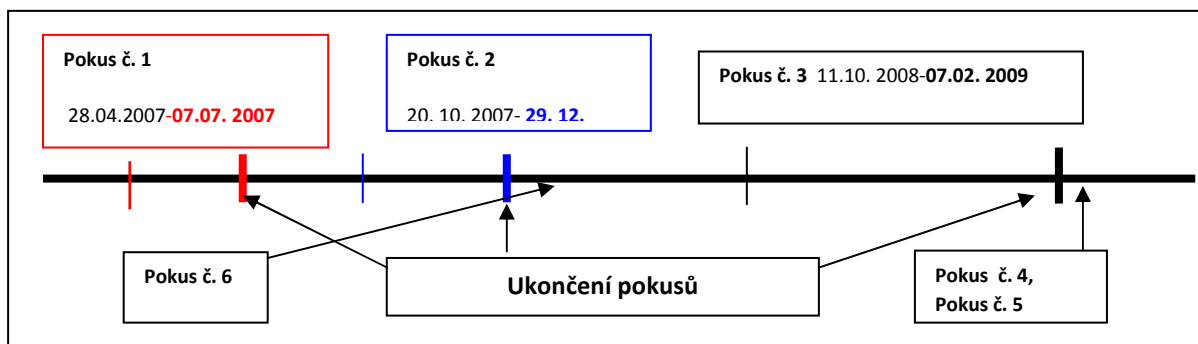 Pokus č. 1
28.04.2007-07.07. 2007
Pokus č. 2
20. 10. 2007- 29. 12.
Pokus č. 3 11.10. 2008-07.02. 2009
Pokus č. 6
Ukončení pokusů
Pokus č. 4,
Pokus č. 5